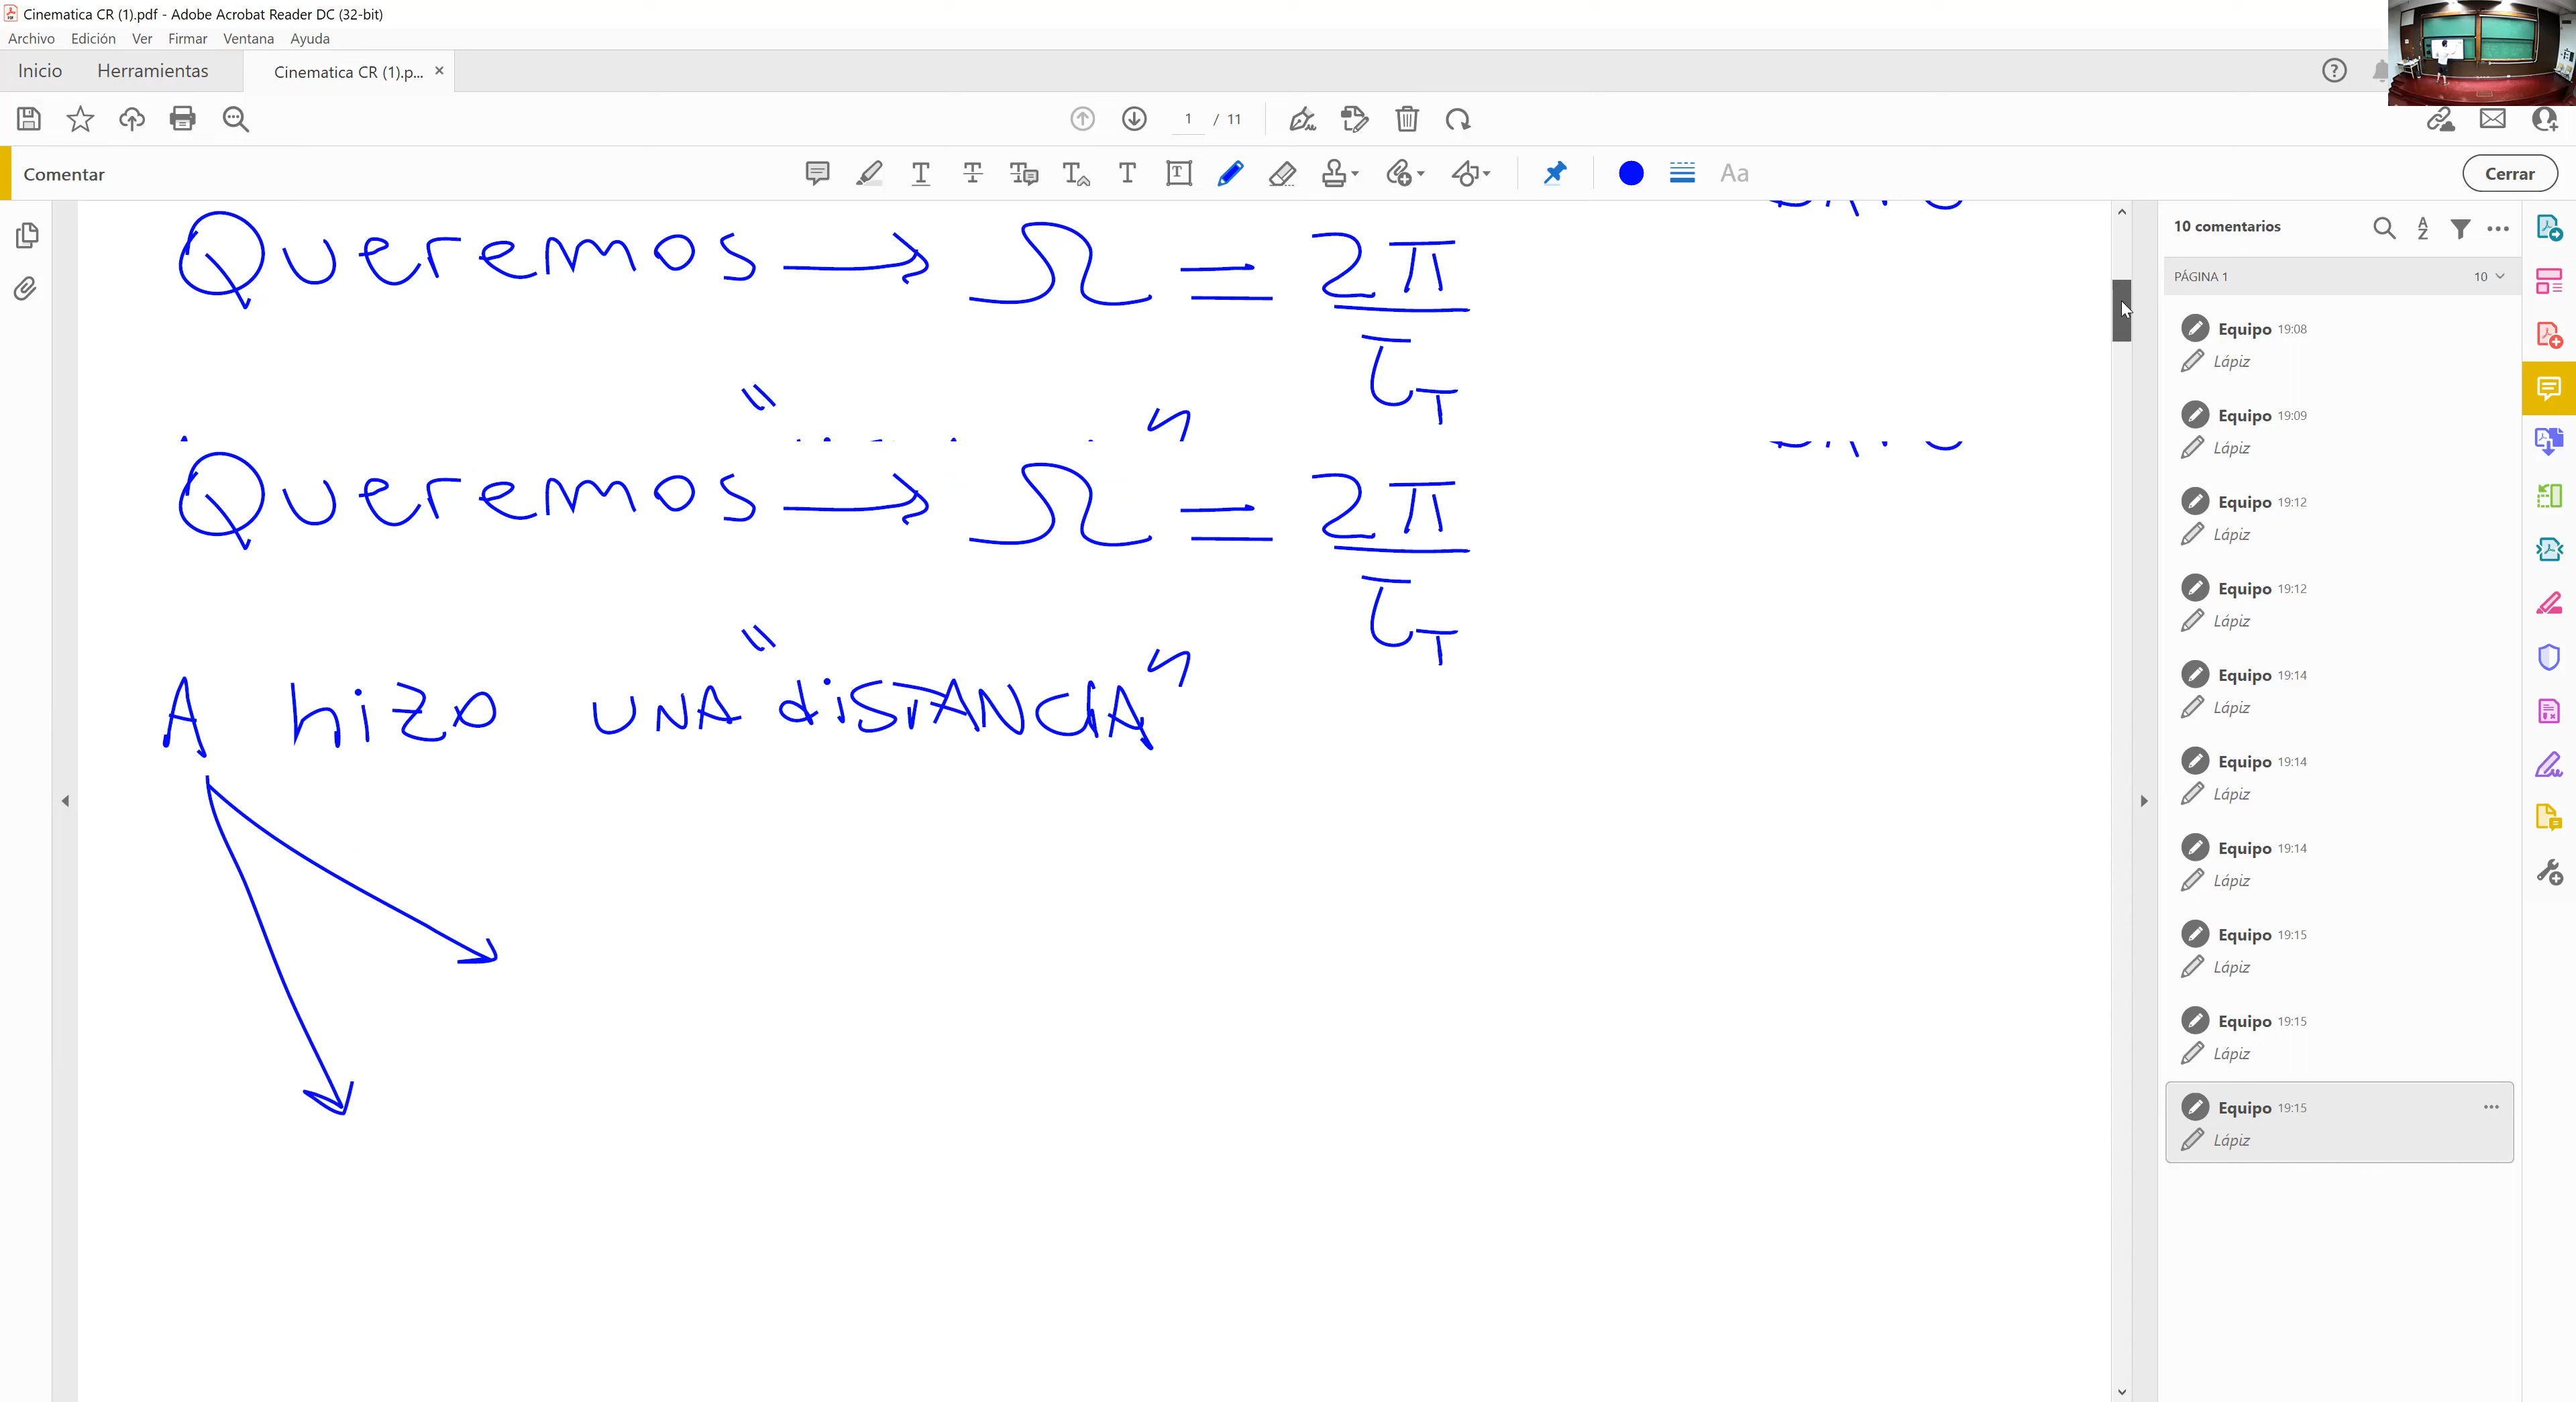 Cinematica CR (1).pdf - Adobe Acrobat Reader DC (32-bit)
Archivo Edición Ver Firmar Ventana Ayuda
Inicio Herramientas Cinematica CR (1).p... ×
1 / 11
Comentar Aa Cerrar
Queremos → Ω = 2π
τ_T
Queremos → Ω = 2π
τ_T
A hizo UNA "diSTANCIA"
10 comentarios
PÁGINA 1 10
Equipo 19:08
Lápiz
Equipo 19:09
Lápiz
Equipo 19:12
Lápiz
Equipo 19:12
Lápiz
Equipo 19:14
Lápiz
Equipo 19:14
Lápiz
Equipo 19:14
Lápiz
Equipo 19:15
Lápiz
Equipo 19:15
Lápiz
Equipo 19:15
Lápiz